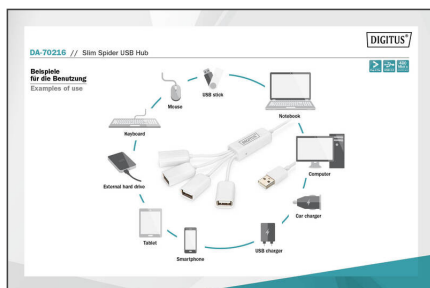 DIGITUS®
DA-70216 // Slim Spider USB Hub
Beispiele
für die Benutzung
Examples of use
USB stick
Mouse
Notebook
Keyboard
DIGITUS
Computer
External hard drive
Car charger
Tablet
USB charger
Smartphone